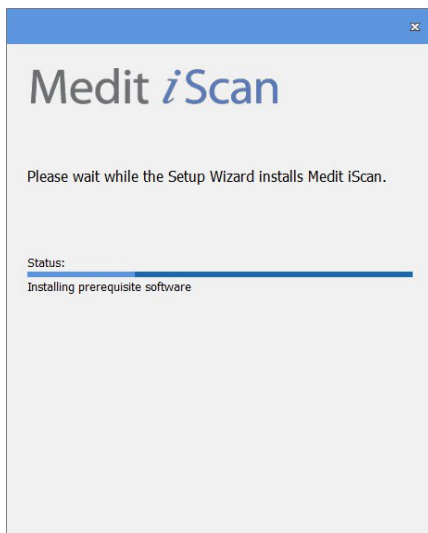 Medit iScan
Please wait while the Setup Wizard installs Medit iScan.
Status:
Installing prerequisite software